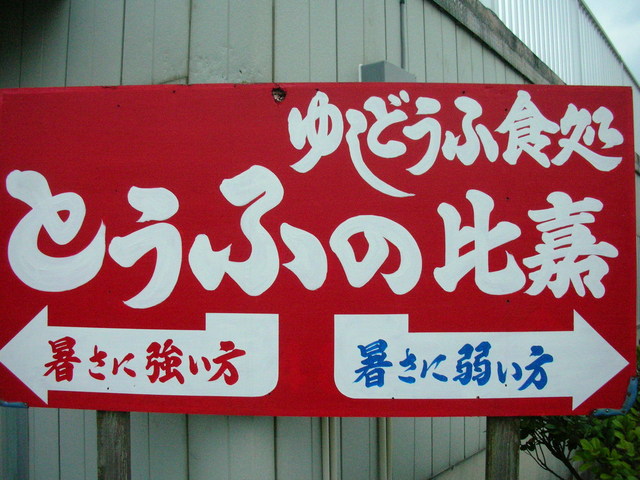 ゆしどうふ食処
とうふの比嘉
暑さに強い方
暑さに弱い方